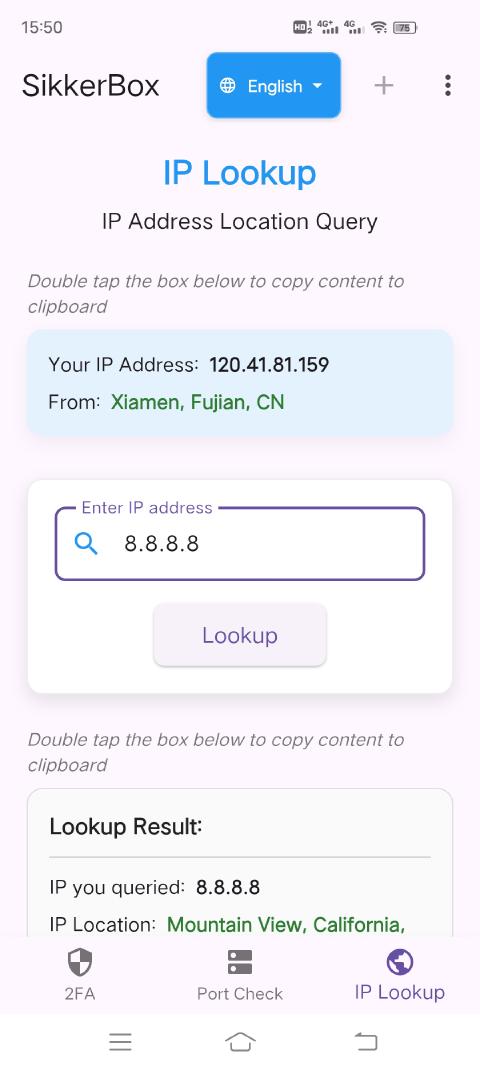 15:50
HD 1 2 4G+ 4G 75
SikkerBox
English
IP Lookup
IP Address Location Query
Double tap the box below to copy content to
clipboard
Your IP Address: 120.41.81.159
From: Xiamen, Fujian, CN
Enter IP address
8.8.8.8
Lookup
Double tap the box below to copy content to
clipboard
Lookup Result:
IP you queried: 8.8.8.8
IP Location: Mountain View, California,
2FA
Port Check
IP Lookup